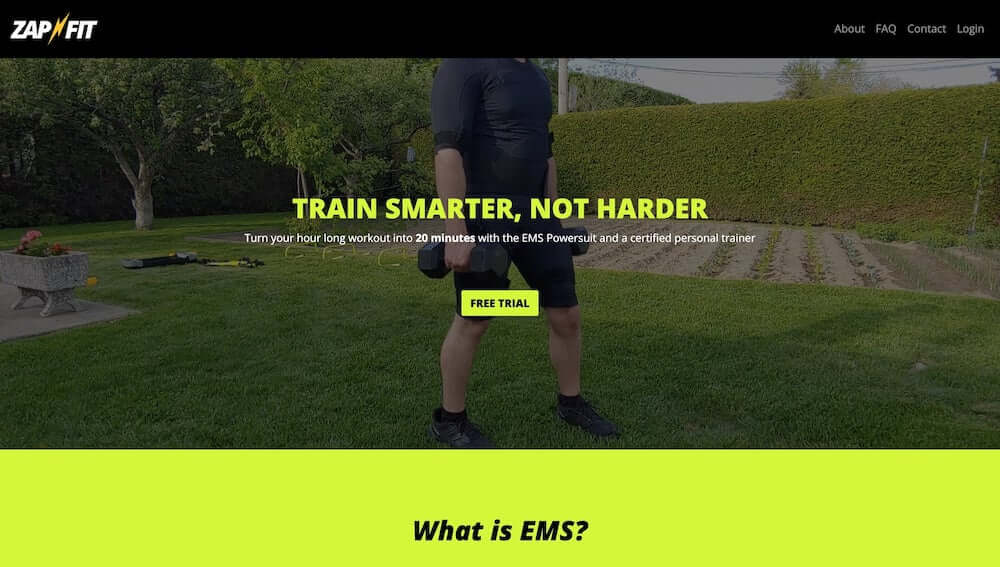 ZAP FIT
About FAQ Contact Login
TRAIN SMARTER, NOT HARDER
Turn your hour long workout into 20 minutes with the EMS Powersuit and a certified personal trainer
FREE TRIAL
What is EMS?